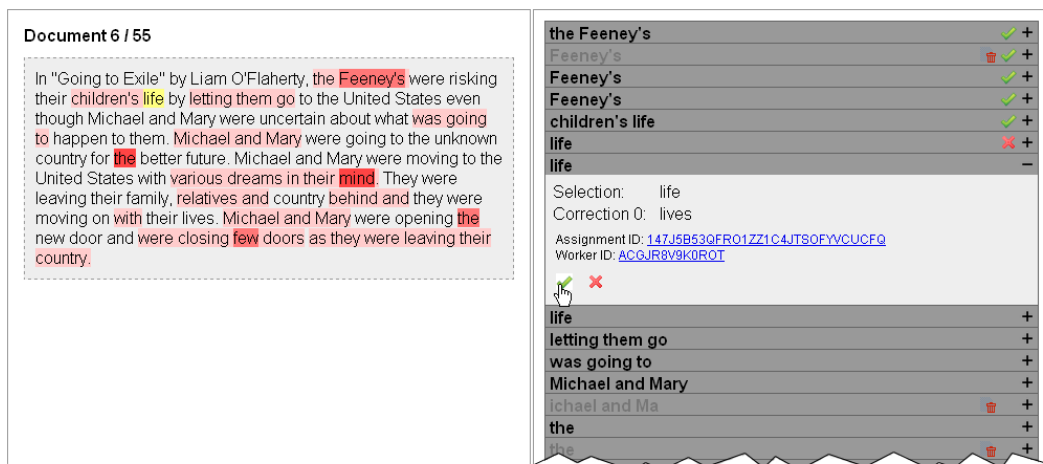 Document 6 / 55
In "Going to Exile" by Liam O'Flaherty, the Feeney's were risking
their children's life by letting them go to the United States even
though Michael and Mary were uncertain about what was going
to happen to them. Michael and Mary were going to the unknown
country for the better future. Michael and Mary were moving to the
United States with various dreams in their mind. They were
leaving their family, relatives and country behind and they were
moving on with their lives. Michael and Mary were opening the
new door and were closing few doors as they were leaving their
country.
the Feeney's +
Feeney's +
Feeney's +
Feeney's +
children's life +
life +
life −
Selection: life
Correction 0: lives
Assignment ID: 147J5B53QFRO1ZZ1C4JTSOFYVCUCFQ
Worker ID: ACGJR8V9K0ROT
life +
letting them go +
was going to +
Michael and Mary +
ichael and Ma +
the +
the +